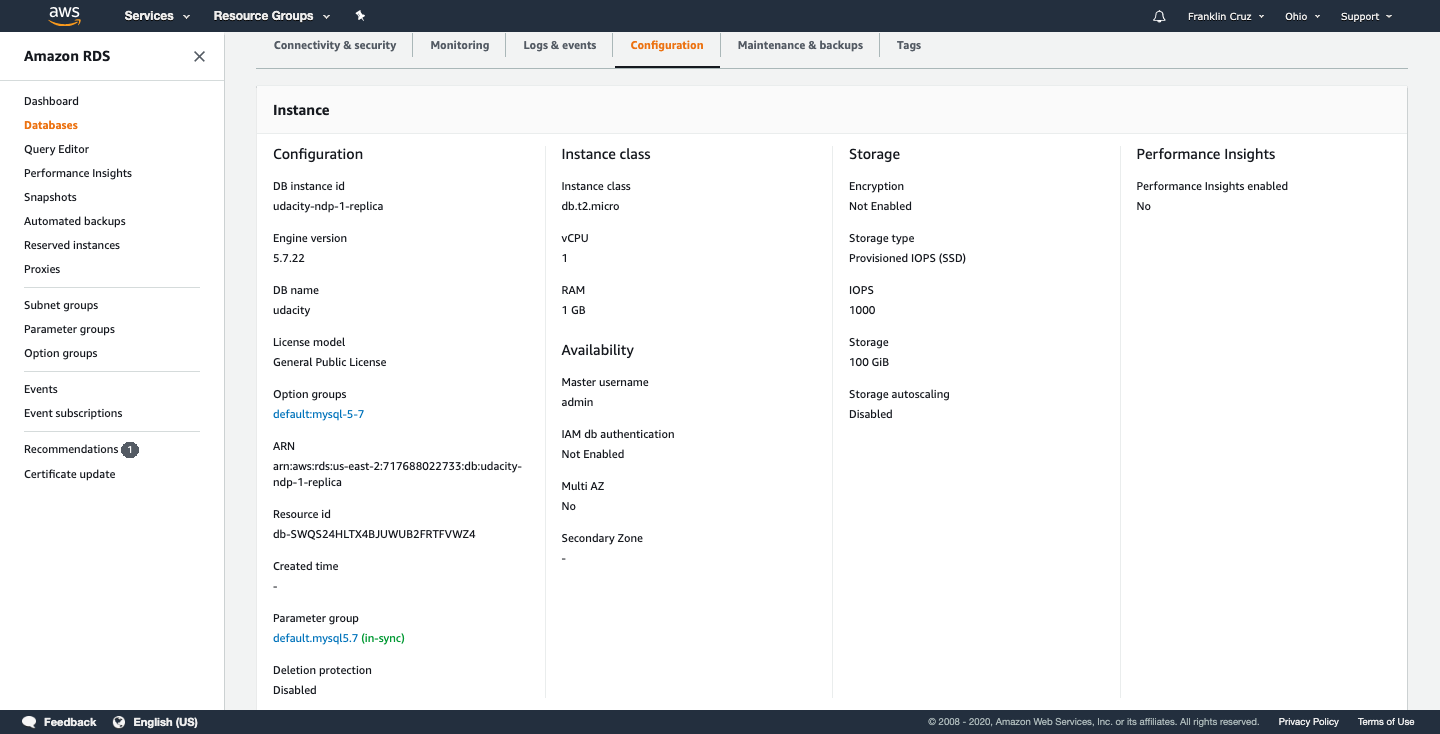 aws
Services
Resource Groups
Franklin Cruz
Ohio
Support
Amazon RDS
Dashboard
Databases
Query Editor
Performance Insights
Snapshots
Automated backups
Reserved instances
Proxies
Subnet groups
Parameter groups
Option groups
Events
Event subscriptions
Recommendations 1
Certificate update
Connectivity & security
Monitoring
Logs & events
Configuration
Maintenance & backups
Tags
Instance
Configuration
DB instance id
udacity-ndp-1-replica
Engine version
5.7.22
DB name
udacity
License model
General Public License
Option groups
default:mysql-5-7
ARN
arn:aws:rds:us-east-2:717688022733:db:udacity-
ndp-1-replica
Resource id
db-SWQS24HLTX4BJUWUB2FRTFVWZ4
Created time
-
Parameter group
default.mysql5.7 (in-sync)
Deletion protection
Disabled
Instance class
Instance class
db.t2.micro
vCPU
1
RAM
1 GB
Availability
Master username
admin
IAM db authentication
Not Enabled
Multi AZ
No
Secondary Zone
-
Storage
Encryption
Not Enabled
Storage type
Provisioned IOPS (SSD)
IOPS
1000
Storage
100 GiB
Storage autoscaling
Disabled
Performance Insights
Performance Insights enabled
No
Feedback
English (US)
© 2008 - 2020, Amazon Web Services, Inc. or its affiliates. All rights reserved.
Privacy Policy
Terms of Use